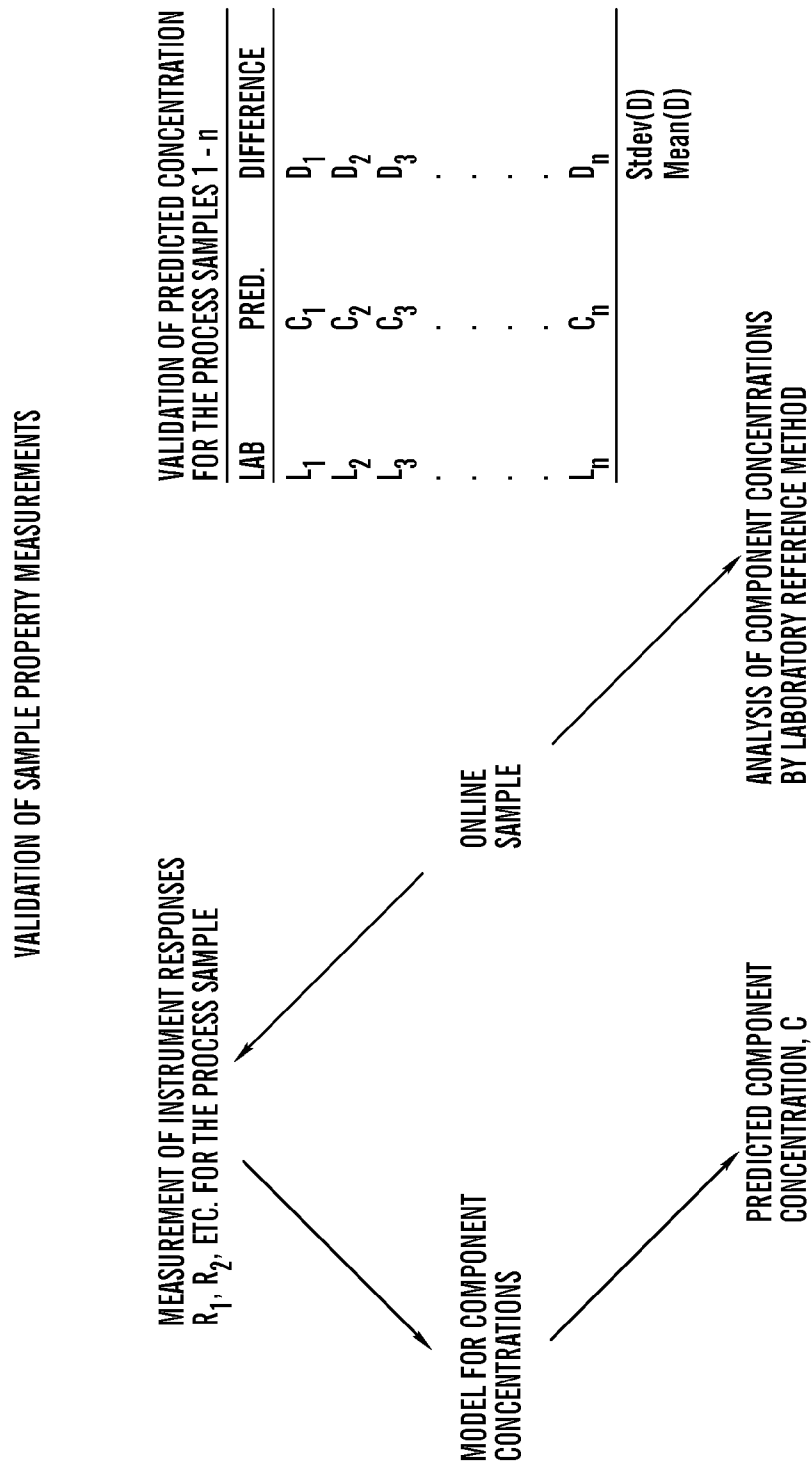 VALIDATION OF SAMPLE PROPERTY MEASUREMENTS
MEASUREMENT OF INSTRUMENT RESPONSES
R1, R2, ETC. FOR THE PROCESS SAMPLE
MODEL FOR COMPONENT
CONCENTRATIONS
PREDICTED COMPONENT
CONCENTRATION, C
ONLINE
SAMPLE
ANALYSIS OF COMPONENT CONCENTRATIONS
BY LABORATORY REFERENCE METHOD
VALIDATION OF PREDICTED CONCENTRATION
FOR THE PROCESS SAMPLES 1 - n
LAB PRED. DIFFERENCE
L1 C1 D1
L2 C2 D2
L3 C3 D3
. . .
. . .
. . .
. . .
Ln Cn Dn
Stdev(D)
Mean(D)